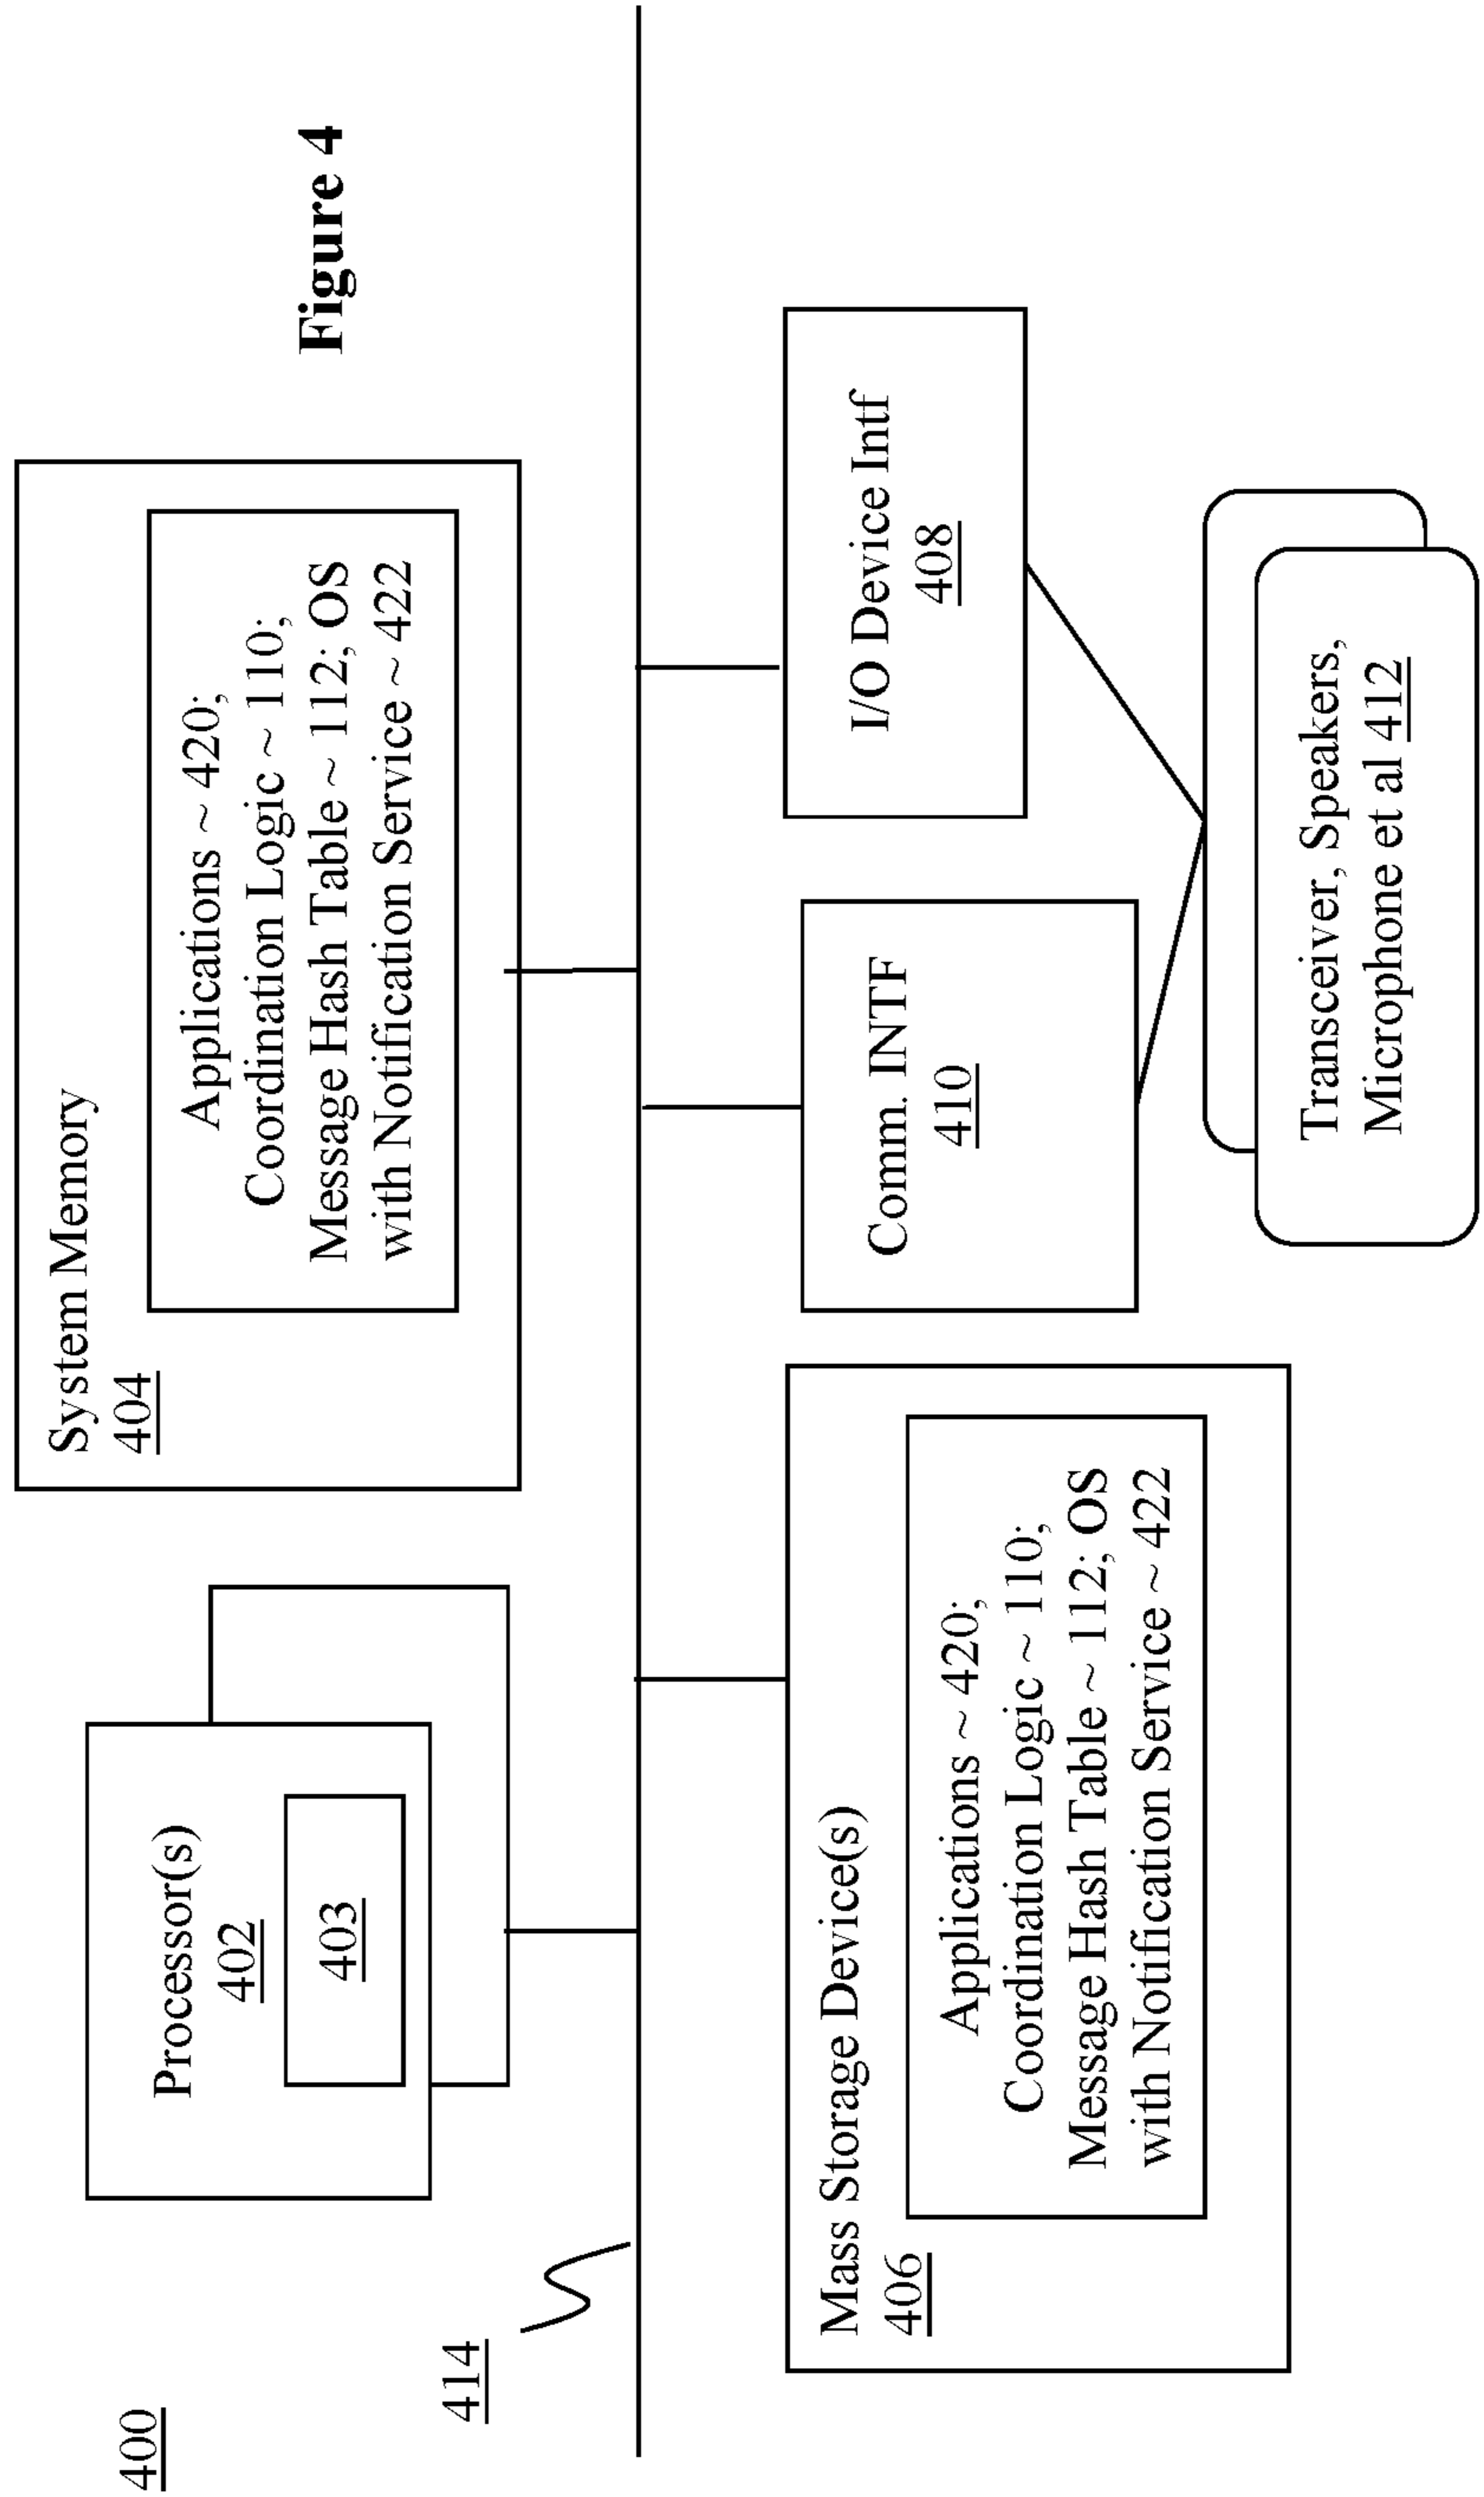 400
Processor(s)
402
403
System Memory
404
Applications ~ 420;
Coordination Logic ~ 110;
Message Hash Table ~ 112; OS
with Notification Service ~ 422
Figure 4
414
Mass Storage Device(s)
406
Applications ~ 420;
Coordination Logic ~ 110;
Message Hash Table ~ 112; OS
with Notification Service ~ 422
Comm. INTF
410
I/O Device Intf
408
Transceiver, Speakers,
Microphone et al 412